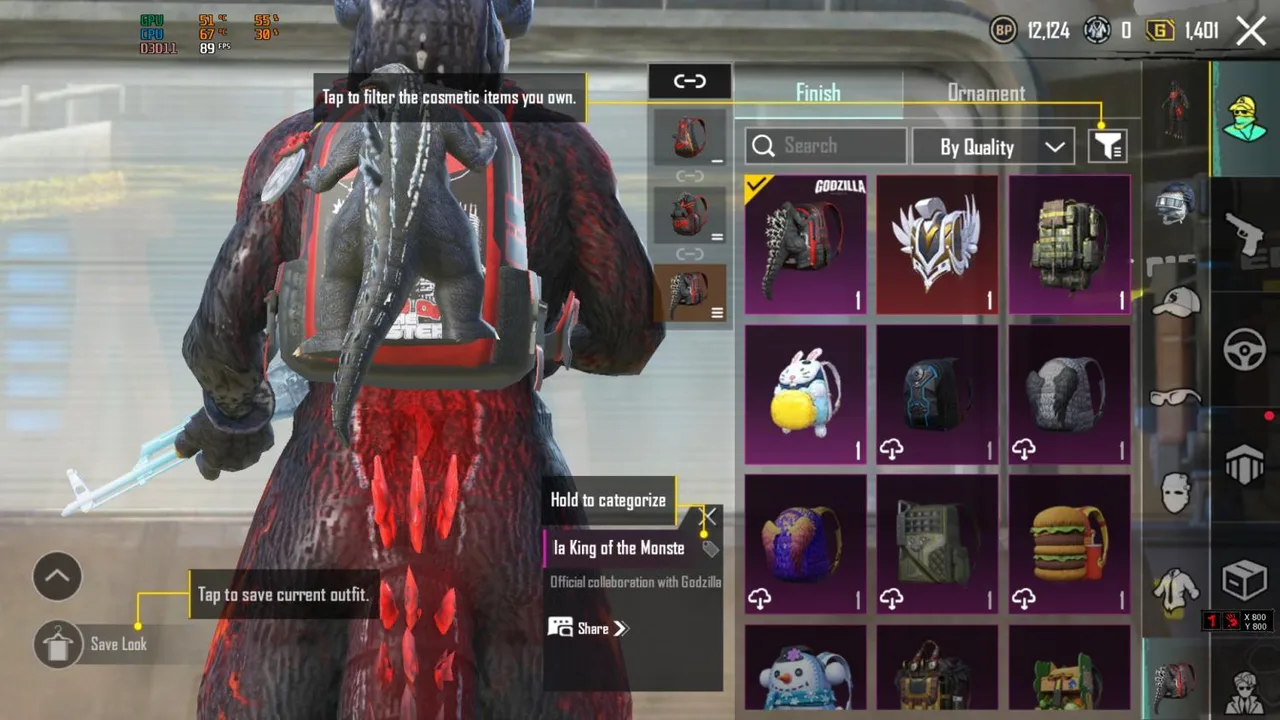 GPU 51 °C 55 %
CPU 67 °C 30 %
D3D11 89 FPS
BP 12,124 0 G 1,401
Tap to filter the cosmetic items you own.
Finish Ornament
Search By Quality
GODZILLA
1 1 1
1 1 1
1 1 1
STER
Hold to categorize
la King of the Monste
Official collaboration with Godzilla
Share
Tap to save current outfit.
Save Look
X 800
Y 800